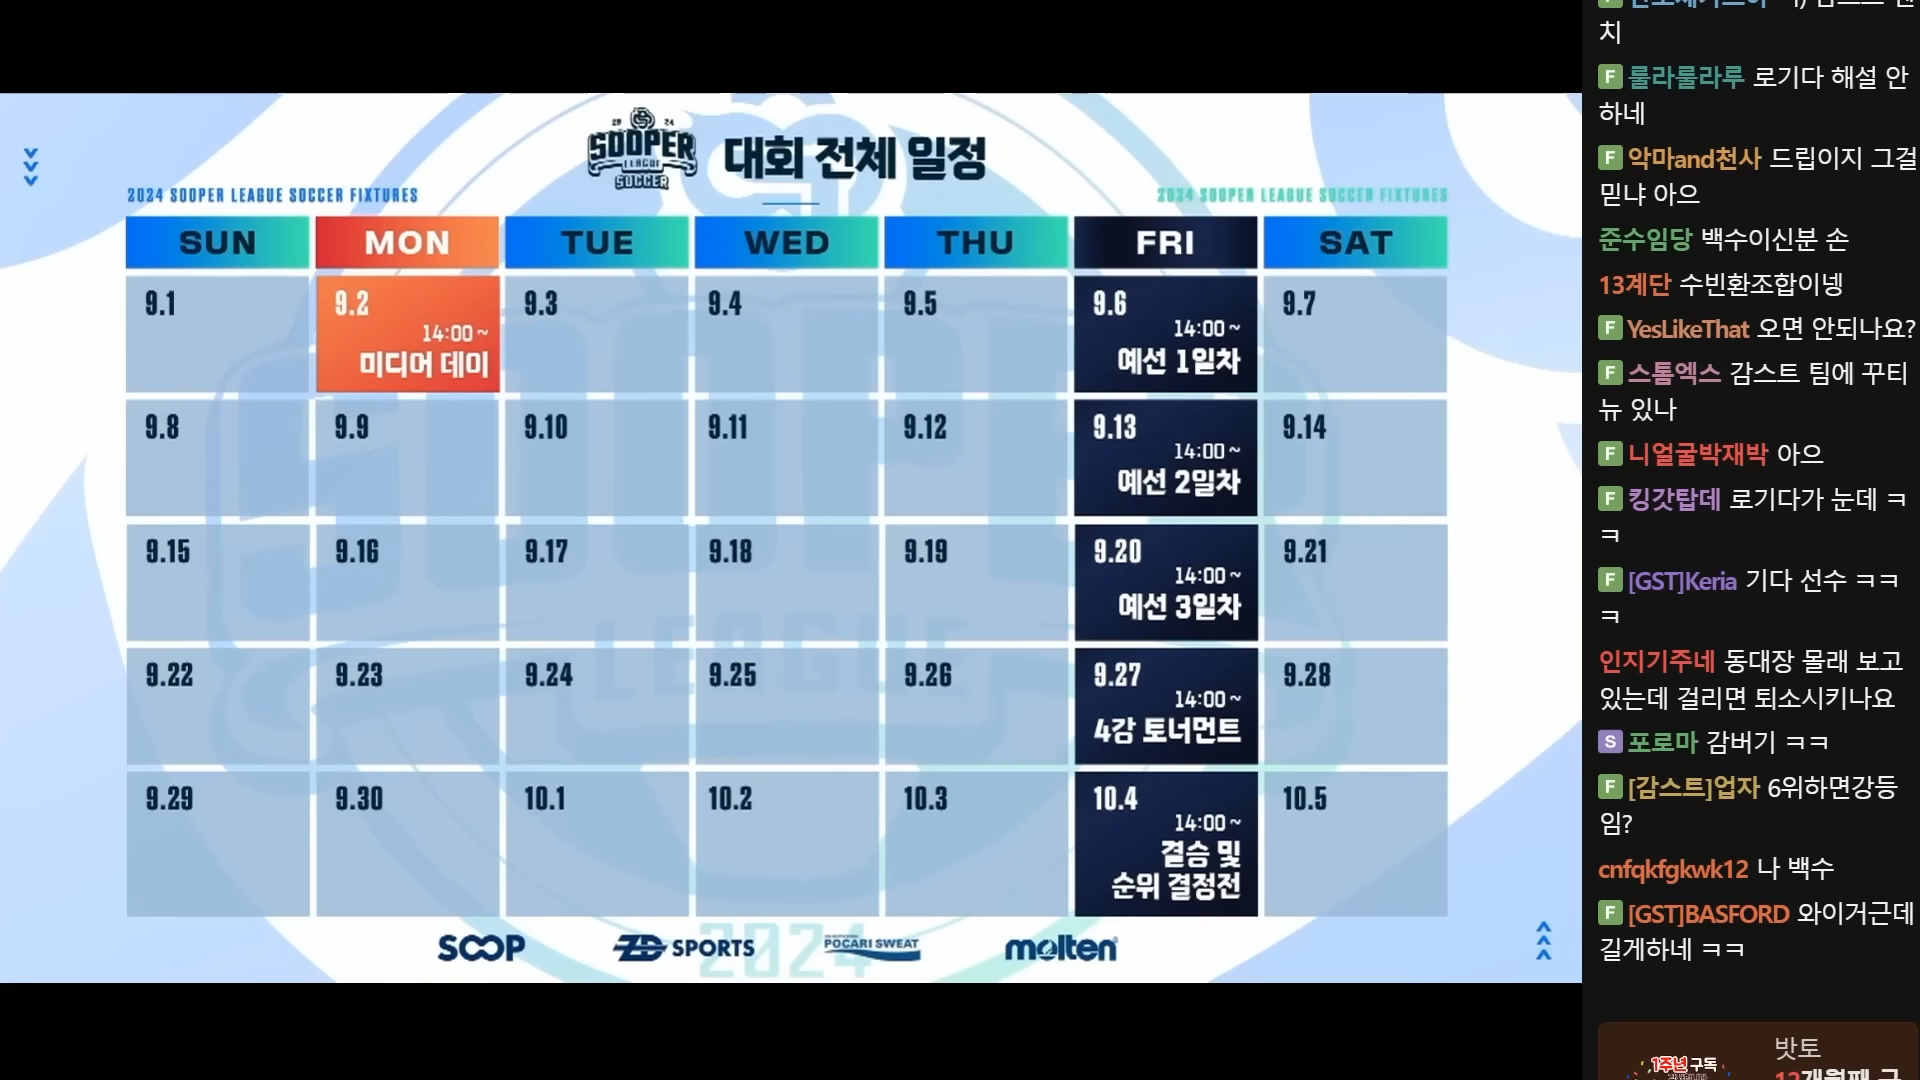 20 24
SOOPER
LEAGUE
SOCCER
대회 전체 일정
2024 SOOPER LEAGUE SOCCER FIXTURES
2024 SOOPER LEAGUE SOCCER FIXTURES
SUN MON TUE WED THU FRI SAT
9.1 9.2 9.3 9.4 9.5 9.6 9.7
14:00 ~ 14:00 ~
미디어 데이 예선 1일차
9.8 9.9 9.10 9.11 9.12 9.13 9.14
14:00 ~
예선 2일차
9.15 9.16 9.17 9.18 9.19 9.20 9.21
14:00 ~
예선 3일차
9.22 9.23 9.24 9.25 9.26 9.27 9.28
14:00 ~
4강 토너먼트
9.29 9.30 10.1 10.2 10.3 10.4 10.5
14:00 ~
결승 및
순위 결정전
2024
SOOP SPORTS POCARI SWEAT molten
치
F 룰라룰라루 로기다 해설 안
하네
F 악마and천사 드립이지 그걸
믿냐 아으
준수임당 백수이신분 손
13계단 수빈환조합이넹
F YesLikeThat 오면 안되나요?
F 스톰엑스 감스트 팀에 꾸티
뉴 있나
F 니얼굴박재박 아으
F 킹갓탑데 로기다가 눈데 ㅋ
ㅋ
F [GST]Keria 기다 선수 ㅋㅋ
ㅋ
인지기주네 동대장 몰래 보고
있는데 걸리면 퇴소시키나요
S 포로마 감버기 ㅋㅋ
F [감스트]업자 6위하면강등
임?
cnfqkfgkwk12 나 백수
F [GST]BASFORD 와이거근데
길게하네 ㅋㅋ
밧토
1주년 구독